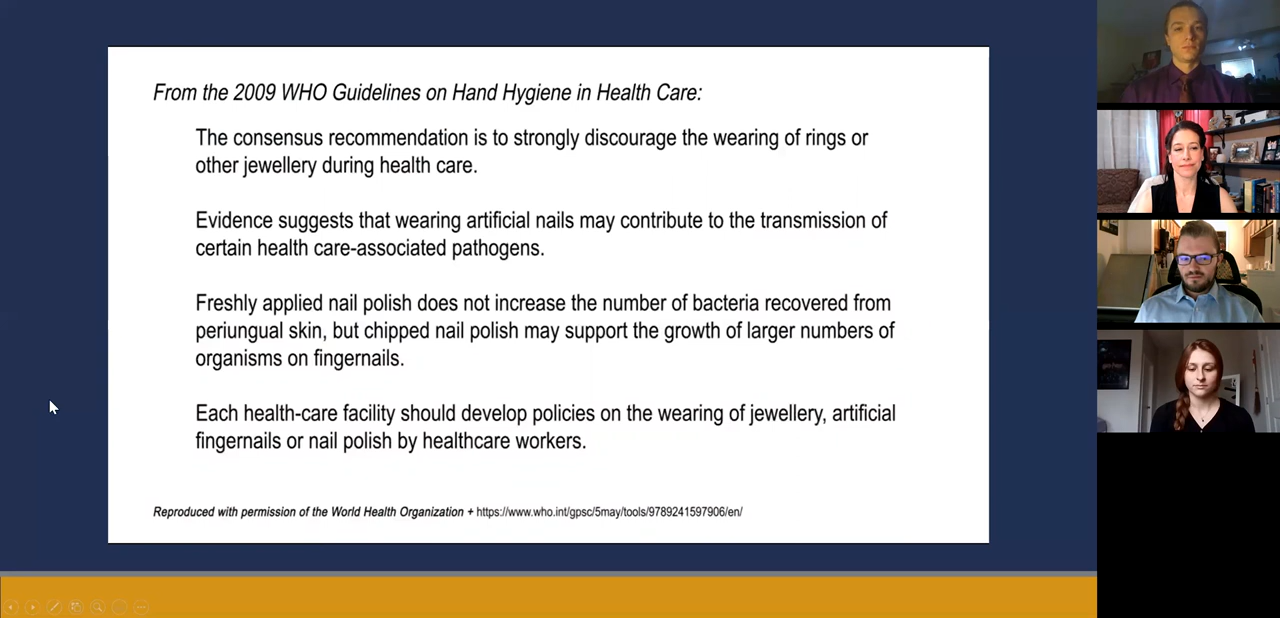 From the 2009 WHO Guidelines on Hand Hygiene in Health Care:
The consensus recommendation is to strongly discourage the wearing of rings or
other jewellery during health care.
Evidence suggests that wearing artificial nails may contribute to the transmission of
certain health care-associated pathogens.
Freshly applied nail polish does not increase the number of bacteria recovered from
periungual skin, but chipped nail polish may support the growth of larger numbers of
organisms on fingernails.
Each health-care facility should develop policies on the wearing of jewellery, artificial
fingernails or nail polish by healthcare workers.
Reproduced with permission of the World Health Organization + https://www.who.int/gpsc/5may/tools/9789241597906/en/